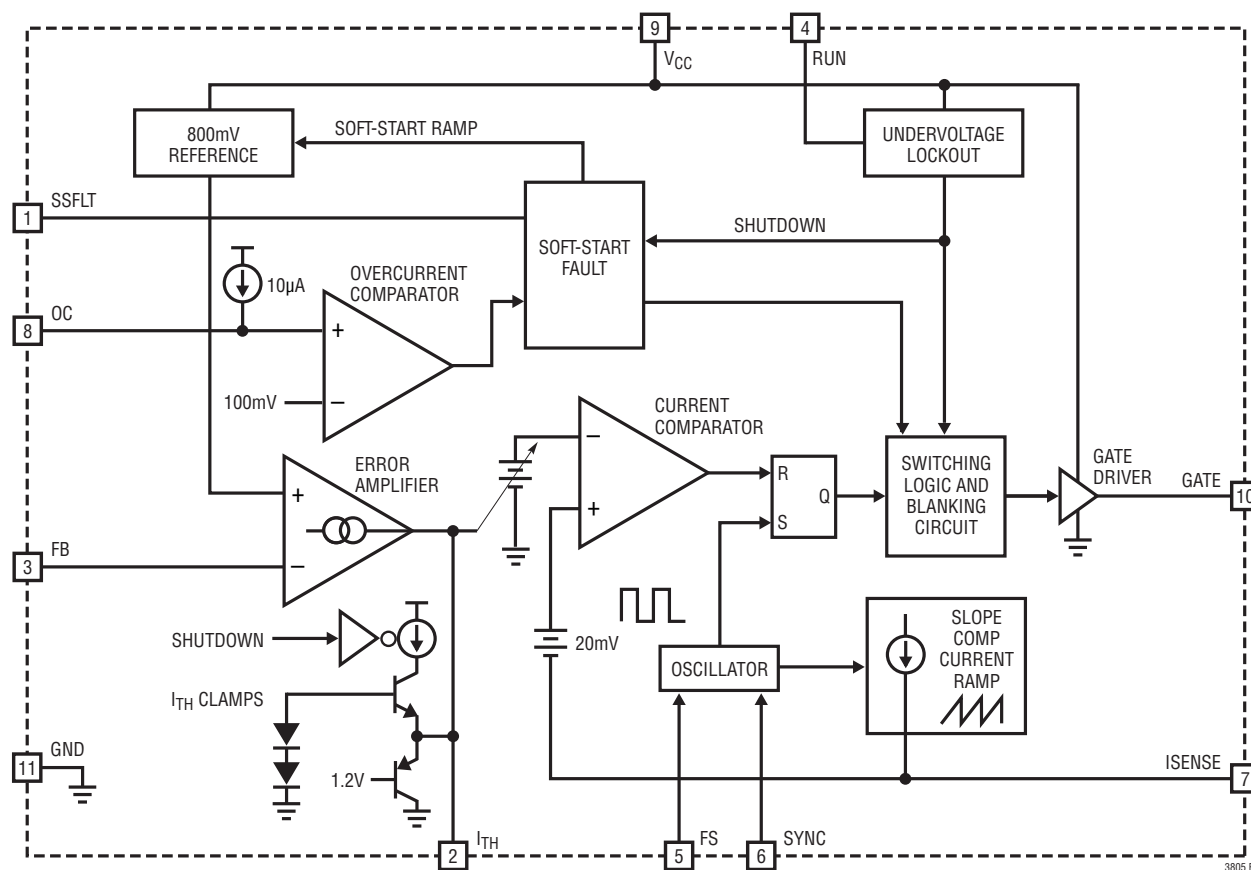 9
4
VCC
RUN
800mV
REFERENCE
SOFT-START RAMP
UNDERVOLTAGE
LOCKOUT
1
SSFLT
SOFT-START
FAULT
SHUTDOWN
10µA
OVERCURRENT
COMPARATOR
8
OC
+
100mV
–
CURRENT
COMPARATOR
–
+
ERROR
AMPLIFIER
+
–
3
FB
R
S
Q
SWITCHING
LOGIC AND
BLANKING
CIRCUIT
GATE
DRIVER
GATE
10
SHUTDOWN
20mV
OSCILLATOR
SLOPE
COMP
CURRENT
RAMP
ITH CLAMPS
1.2V
11
GND
ISENSE
7
2
ITH
5
FS
6
SYNC